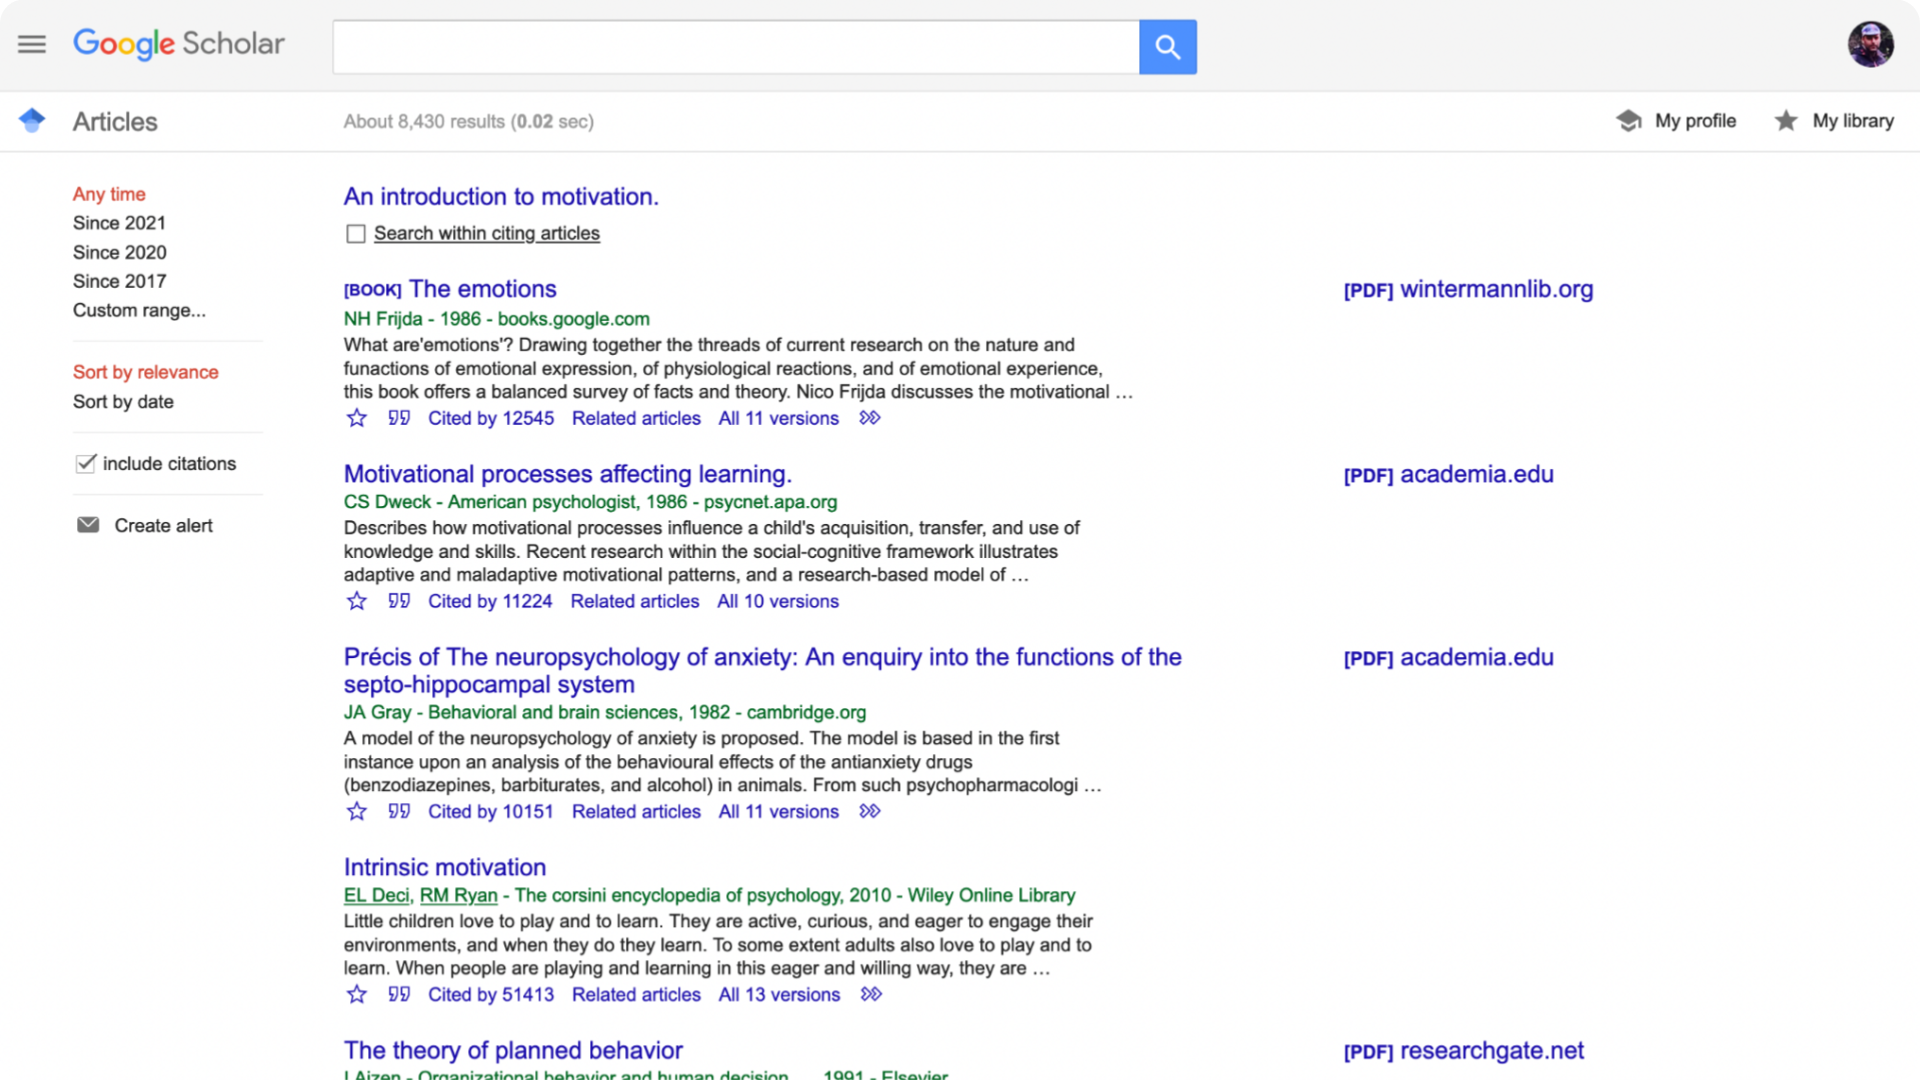 Google Scholar
Articles
About 8,430 results (0.02 sec)
My profile
My library
Any time
Since 2021
Since 2020
Since 2017
Custom range...
Sort by relevance
Sort by date
include citations
Create alert
An introduction to motivation.
Search within citing articles
[BOOK] The emotions
[PDF] wintermannlib.org
NH Frijda - 1986 - books.google.com
What are'emotions'? Drawing together the threads of current research on the nature and
funactions of emotional expression, of physiological reactions, and of emotional experience,
this book offers a balanced survey of facts and theory. Nico Frijda discusses the motivational ...
Cited by 12545 Related articles All 11 versions
Motivational processes affecting learning.
[PDF] academia.edu
CS Dweck - American psychologist, 1986 - psycnet.apa.org
Describes how motivational processes influence a child's acquisition, transfer, and use of
knowledge and skills. Recent research within the social-cognitive framework illustrates
adaptive and maladaptive motivational patterns, and a research-based model of ...
Cited by 11224 Related articles All 10 versions
Précis of The neuropsychology of anxiety: An enquiry into the functions of the
septo-hippocampal system
[PDF] academia.edu
JA Gray - Behavioral and brain sciences, 1982 - cambridge.org
A model of the neuropsychology of anxiety is proposed. The model is based in the first
instance upon an analysis of the behavioural effects of the antianxiety drugs
(benzodiazepines, barbiturates, and alcohol) in animals. From such psychopharmacologi ...
Cited by 10151 Related articles All 11 versions
Intrinsic motivation
EL Deci, RM Ryan - The corsini encyclopedia of psychology, 2010 - Wiley Online Library
Little children love to play and to learn. They are active, curious, and eager to engage their
environments, and when they do they learn. To some extent adults also love to play and to
learn. When people are playing and learning in this eager and willing way, they are ...
Cited by 51413 Related articles All 13 versions
The theory of planned behavior
[PDF] researchgate.net
I Ajzen - Organizational behavior and human decision ..., 1991 - Elsevier